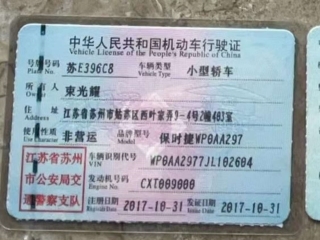 中华人民共和国机动车行驶证
Vehicle License of the People's Republic of China
号牌号码 苏E396C8 车辆类型 小型轿车
Plate No. Vehicle Type
所有人 束光耀
Owner
住址 江苏省苏州市姑苏区西叶家弄9-4号2幢403室
Address
使用性质 非营运 品牌型号 保时捷WP0AA297
Use Character Model
江苏省苏州
市公安局交
通警察支队
车辆识别代号 WP0AA2977JL102604
VIN
发动机号码 CXT009000
Engine No.
注册日期 2017-10-31 发证日期 2017-10-31
Register Date Issue Date